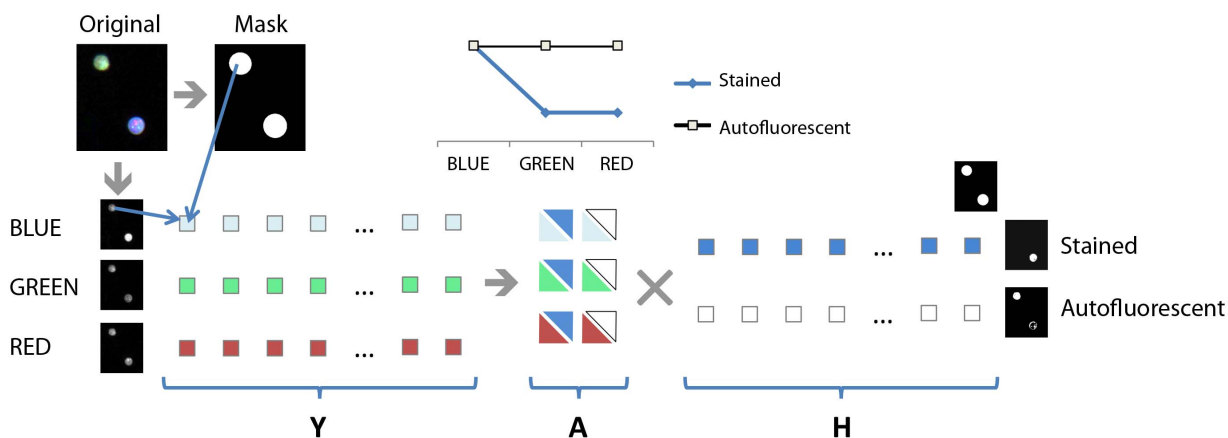 Original
Mask
Stained
Autofluorescent
BLUE GREEN RED
BLUE
...
GREEN
...
RED
...
...
Stained
...
Autofluorescent
Y
A
H